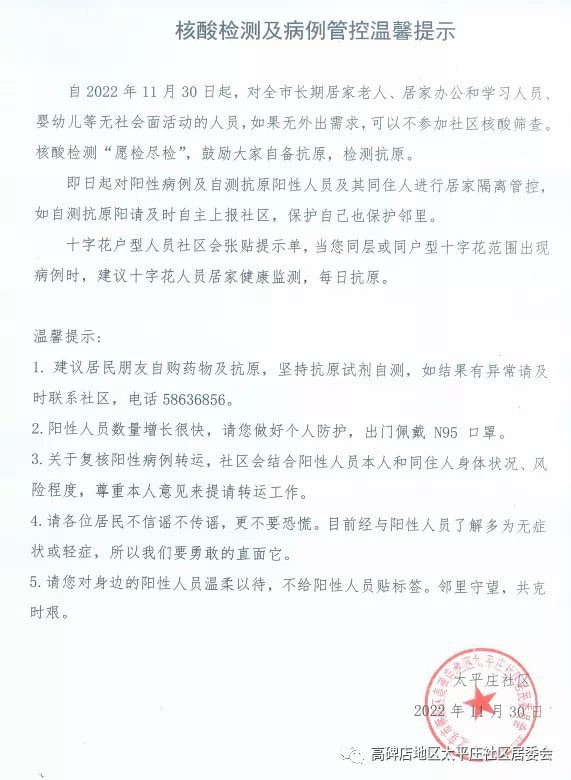 核酸检测及病例管控温馨提示
自 2022 年 11 月 30 日起，对全市长期居家老人、居家办公和学习人员、
婴幼儿等无社会面活动的人员，如果无外出需求，可以不参加社区核酸筛查。
核酸检测“愿检尽检”，鼓励大家自备抗原，检测抗原。
即日起对阳性病例及自测抗原阳性人员及其同住人进行居家隔离管控，
如自测抗原阳请及时自主上报社区，保护自己也保护邻里。
十字花户型人员社区会张贴提示单，当您同层或同户型十字花范围出现
病例时，建议十字花人员居家健康监测，每日抗原。
温馨提示：
1. 建议居民朋友自购药物及抗原，坚持抗原试剂自测，如结果有异常请及
时联系社区，电话 58636856。
2.阳性人员数量增长很快，请您做好个人防护，出门佩戴 N95 口罩。
3.关于复核阳性病例转运，社区会结合阳性人员本人和同住人身体状况、风
险程度，尊重本人意见来提请转运工作。
4.请各位居民不信谣不传谣，更不要恐慌。目前经与阳性人员了解多为无症
状或轻症，所以我们要勇敢的直面它。
5.请您对身边的阳性人员温柔以待，不给阳性人员贴标签。邻里守望，共克
时艰。
太平庄社区
2022 年 11 月 30 日
高碑店地区太平庄社区居委会